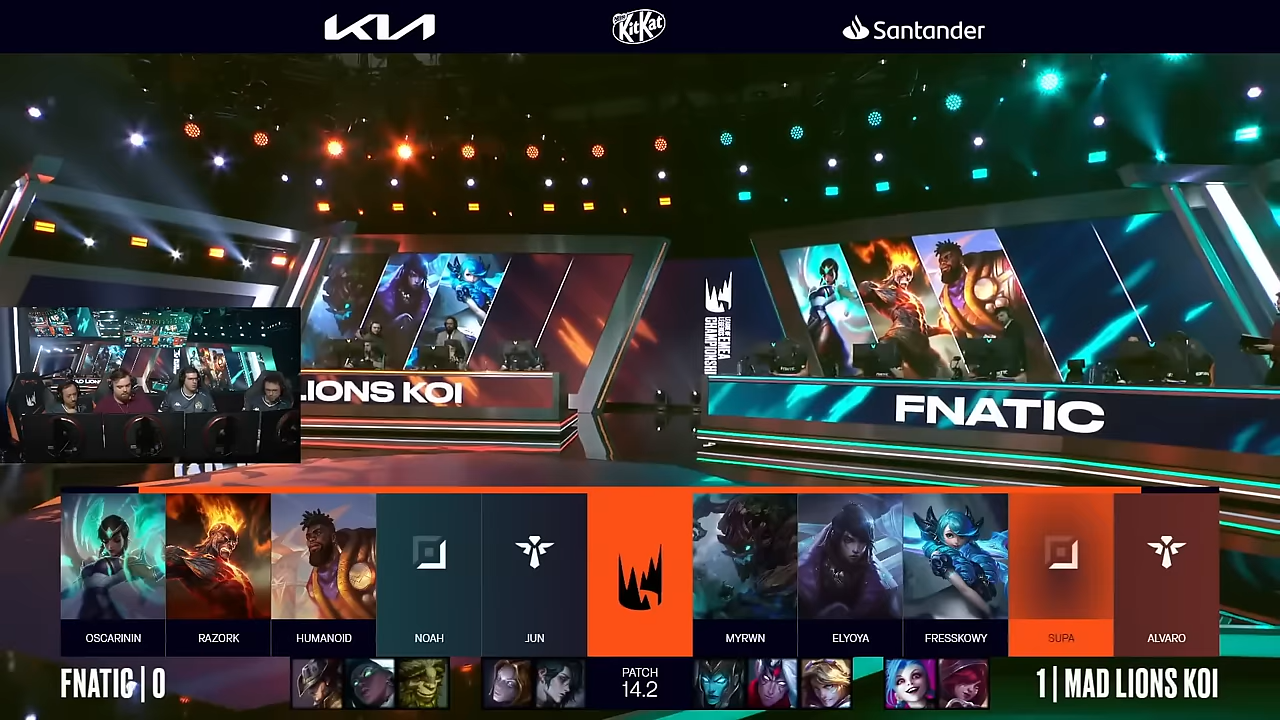 KIA
KitKat
Santander
LIONS KOI
FNATIC
OSCARININ
RAZORK
HUMANOID
NOAH
JUN
MYRWN
ELYOYA
FRESSKOWY
SUPA
ALVARO
FNATIC | 0
PATCH
14.2
1 | MAD LIONS KOI